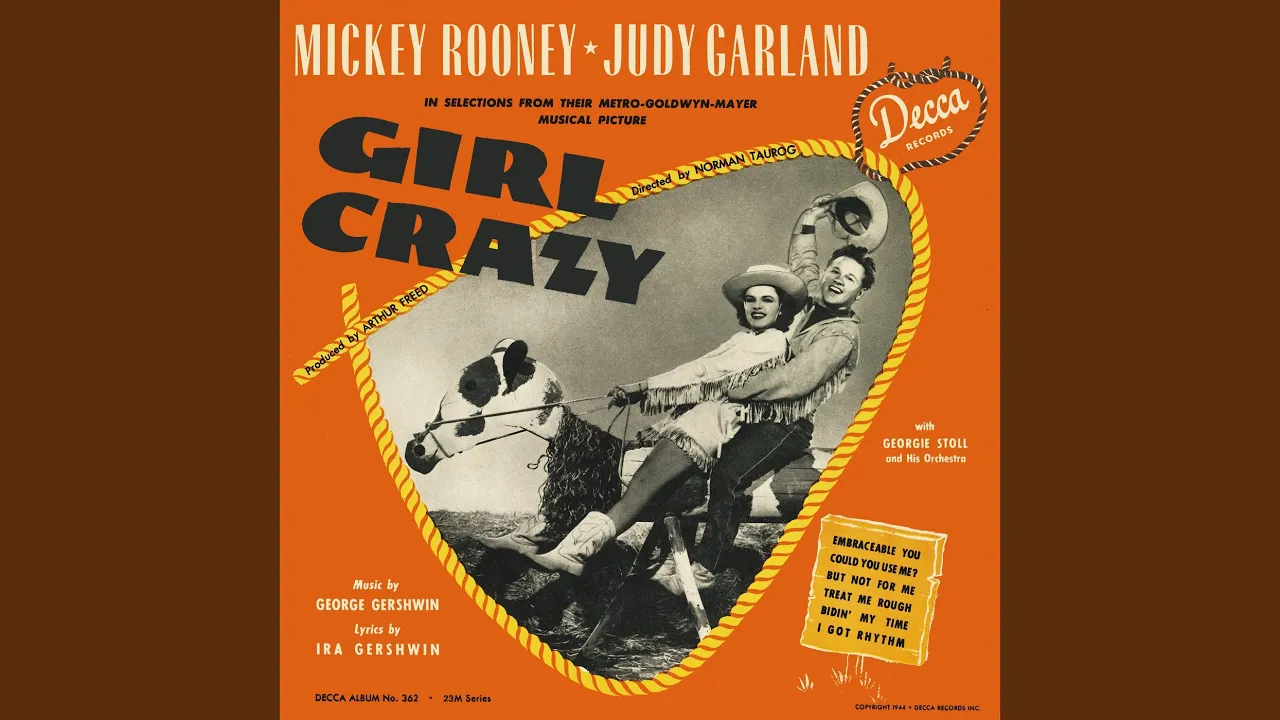 MICKEY ROONEY ★ JUDY GARLAND
IN SELECTIONS FROM THEIR METRO-GOLDWYN-MAYER
MUSICAL PICTURE
Decca
RECORDS
GIRL
CRAZY
Directed by NORMAN TAUROG
Produced by ARTHUR FREED
with
GEORGIE STOLL
and His Orchestra
EMBRACEABLE YOU
COULD YOU USE ME?
BUT NOT FOR ME
TREAT ME ROUGH
BIDIN' MY TIME
I GOT RHYTHM
Music by
GEORGE GERSHWIN
Lyrics by
IRA GERSHWIN
DECCA ALBUM No. 362 • 23M Series
COPYRIGHT 1944 • DECCA RECORDS INC.